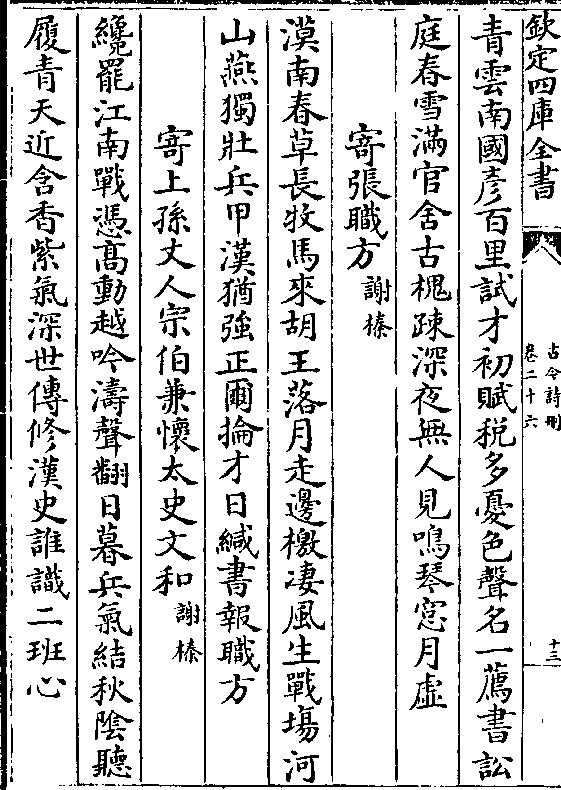 欽定四庫全書
古今詩刪
卷二十六
十三
青雲南國彥百里試才初賦稅多憂色聲名一薦書訟
庭春雪滿官舍古槐疎深夜無人見鳴琴窓月虛
寄張職方 謝榛
漠南春草長牧馬來胡王落月走邊檄凄風生戰塲河
山燕獨壯兵甲漢猶強正爾掄才日緘書報職方
寄上孫丈人宗伯兼懷太史文和 謝榛
纔罷江南戰憑高動越吟濤聲翻日暮兵氣結秋陰聽
履青天近含香紫氣深世傳修漢史誰識二班心